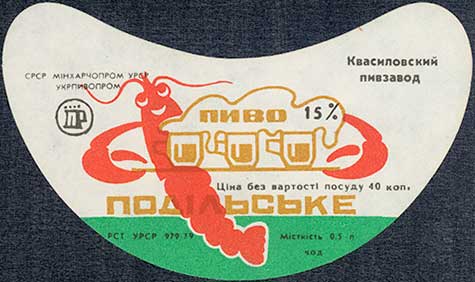 СРСР МІНХАРЧОПРОМ УРСР
УКРПИВОПРОМ
Квасиловский
пивзавод
ПИВО 15%
Ціна без вартості посуду 40 коп.
ПОДІЛЬСЬКЕ
РСТ УРСР 979-79 Місткість 0,5 л